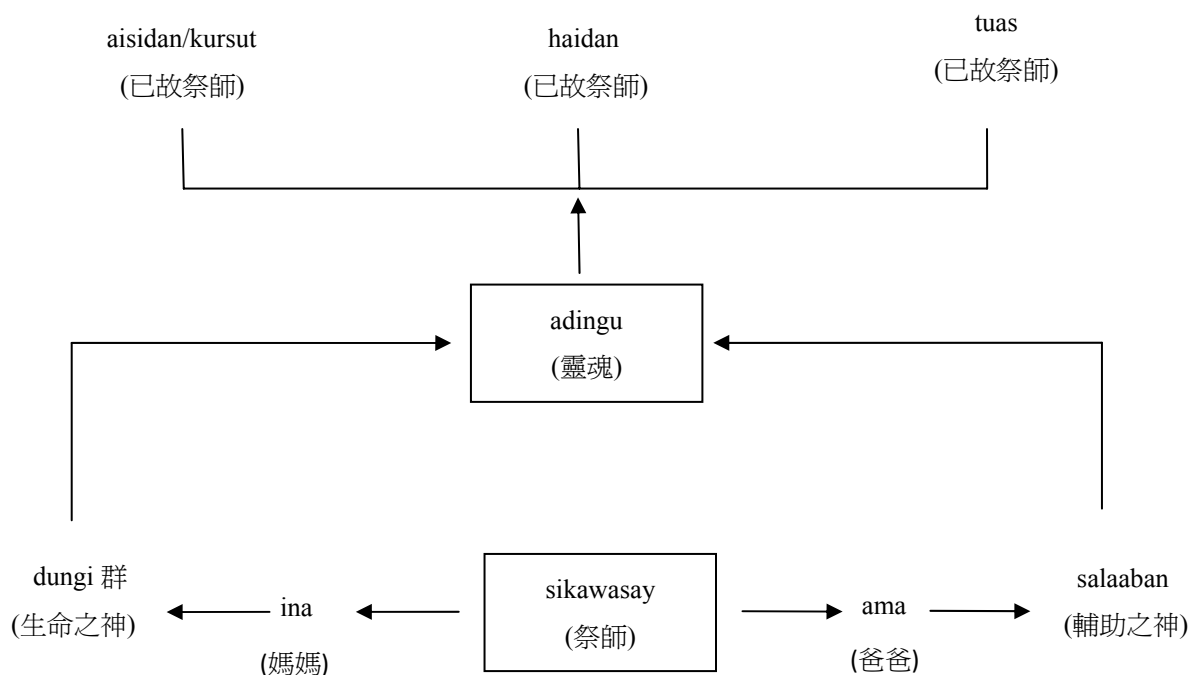 aisidan/kursut
(已故祭師)
haidan
(已故祭師)
tuas
(已故祭師)
adingu
(靈魂)
dungi 群
(生命之神)
ina
(媽媽)
sikawasay
(祭師)
ama
(爸爸)
salaaban
(輔助之神)